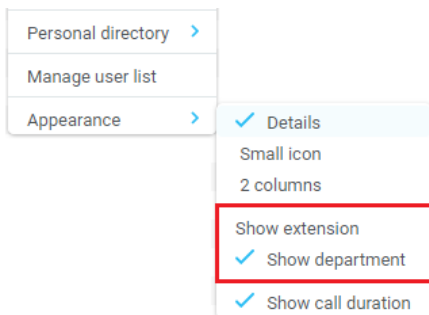 Personal directory
Manage user list
Appearance
Details
Small icon
2 columns
Show extension
Show department
Show call duration